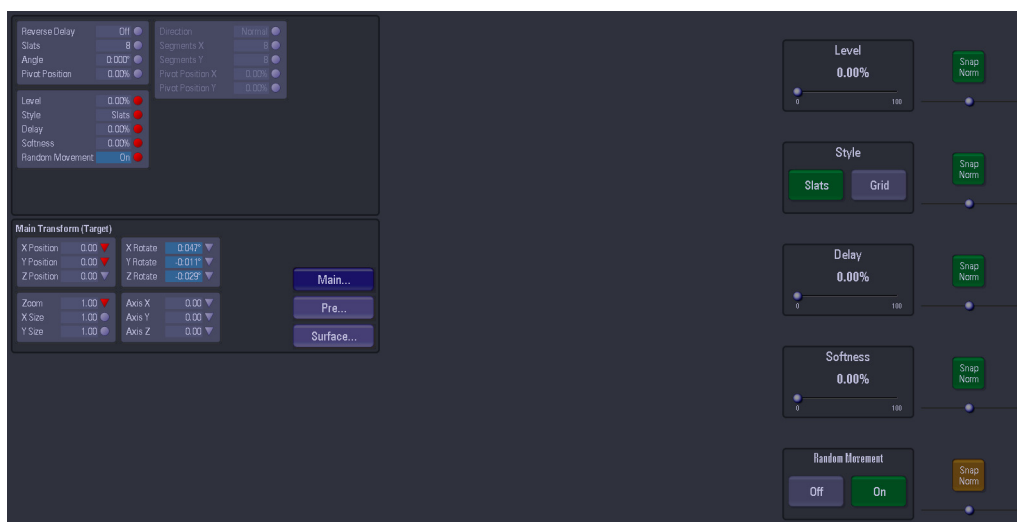 Reverse Delay Off
Slats 8
Angle 0.000°
Pivot Position 0.00%
Direction Normal
Segments X 8
Segments Y 6
Pivot Position X 0.00%
Pivot Position Y 0.00%
Level 0.00%
Style Slats
Delay 0.00%
Softness 0.00%
Random Movement On
Main Transform (Target)
X Position 0.00
Y Position 0.00
Z Position 0.00
X Rotate 0.047°
Y Rotate -0.011°
Z Rotate -0.029°
Zoom 1.00
X Size 1.00
Y Size 1.00
Axis X 0.00
Axis Y 0.00
Axis Z 0.00
Main...
Pre...
Surface...
Level
0.00%
0 100
Snap
Norm
Style
Slats Grid
Snap
Norm
Delay
0.00%
0 100
Snap
Norm
Softness
0.00%
0 100
Snap
Norm
Random Movement
Off On
Snap
Norm